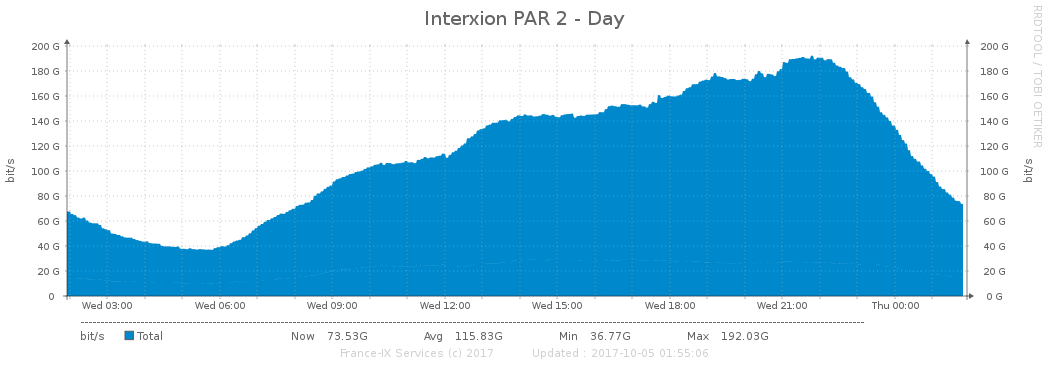 Interxion PAR 2 - Day
RRDTOOL / TOBI OETIKER
200 G 200 G
180 G 180 G
160 G 160 G
140 G 140 G
120 G 120 G
100 G 100 G
80 G 80 G
60 G 60 G
40 G 40 G
20 G 20 G
0 0 G
bit/s bit/s
Wed 03:00 Wed 06:00 Wed 09:00 Wed 12:00 Wed 15:00 Wed 18:00 Wed 21:00 Thu 00:00
bit/s Total Now 73.53G Avg 115.83G Min 36.77G Max 192.03G
France-IX Services (c) 2017 Updated : 2017-10-05 01:55:06